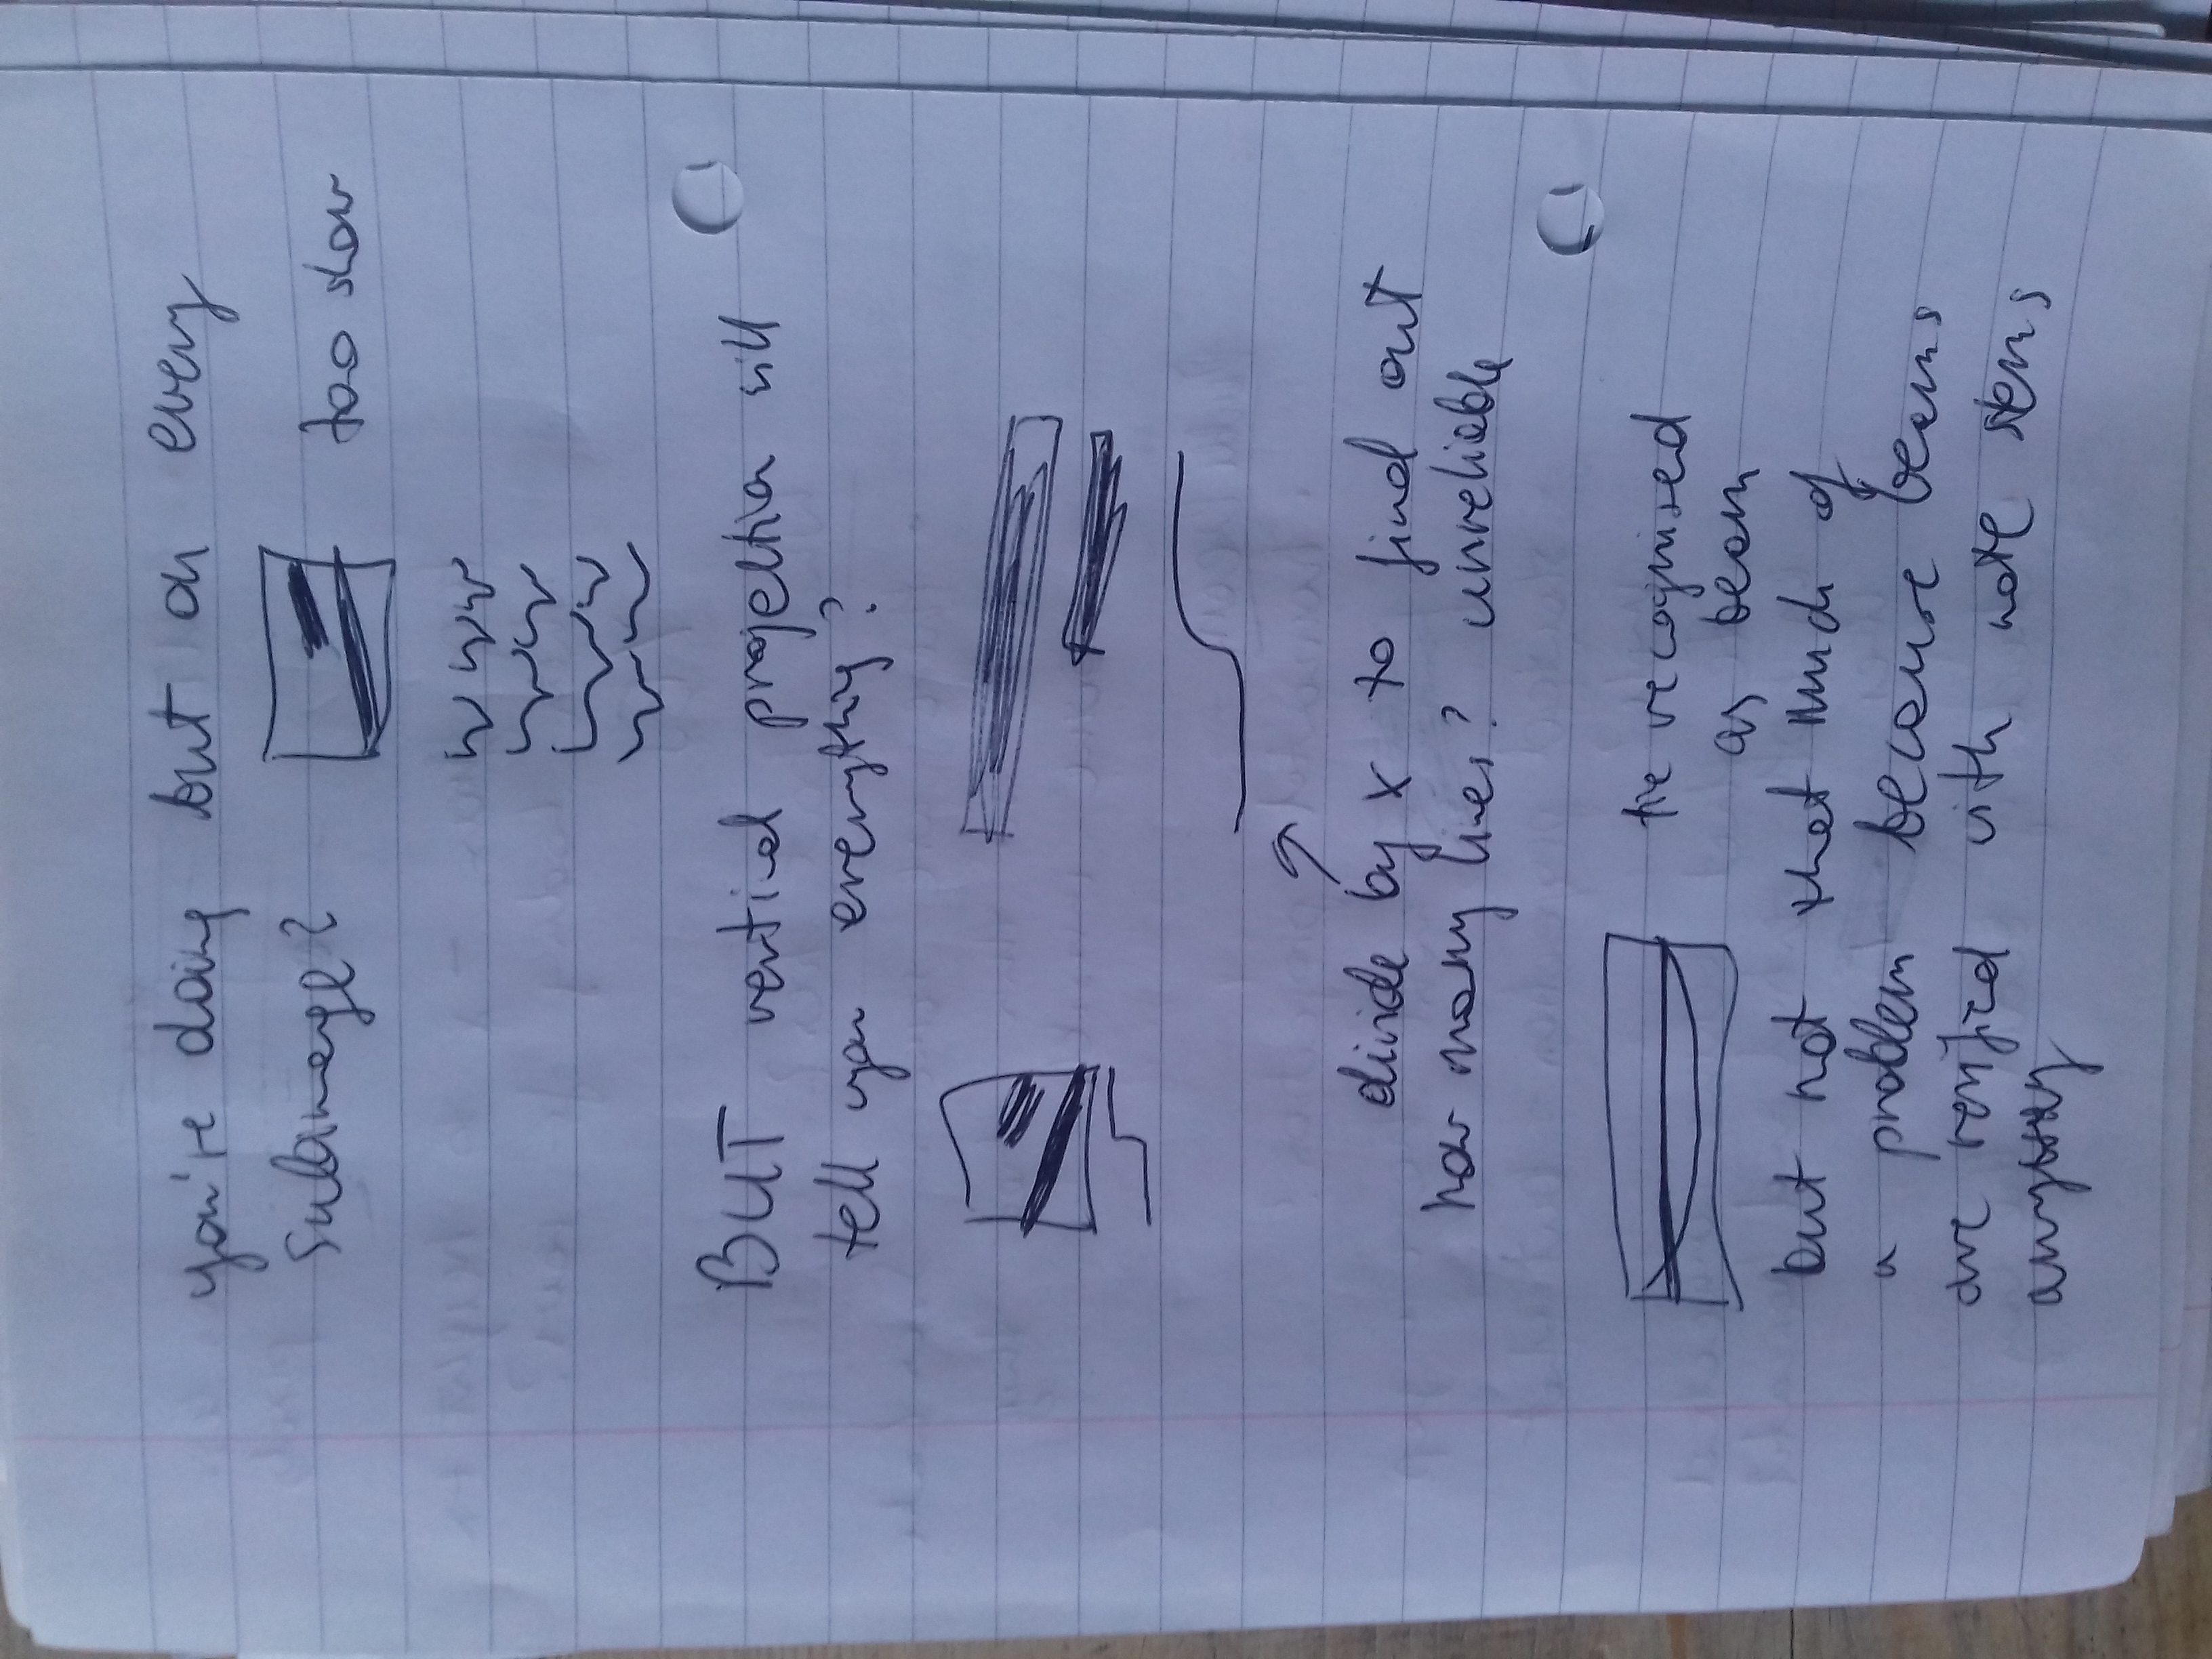 you're doing but on every
subimage?
too slow
BUT vertical projection will
tell you everything?
divide by x to find out
how many lines? unreliable
tie recognised
as beam
but not that much of
a problem because beams
are verified with note stems
anyway